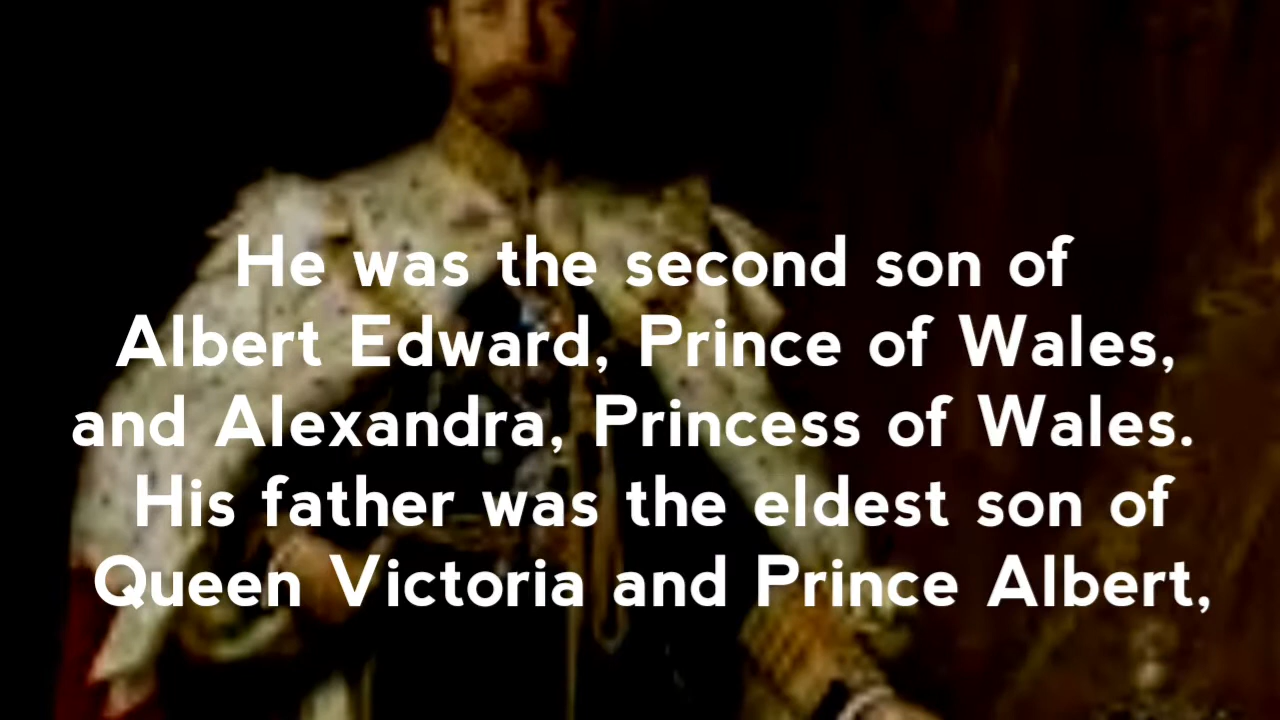 He was the second son of
Albert Edward, Prince of Wales,
and Alexandra, Princess of Wales.
His father was the eldest son of
Queen Victoria and Prince Albert,